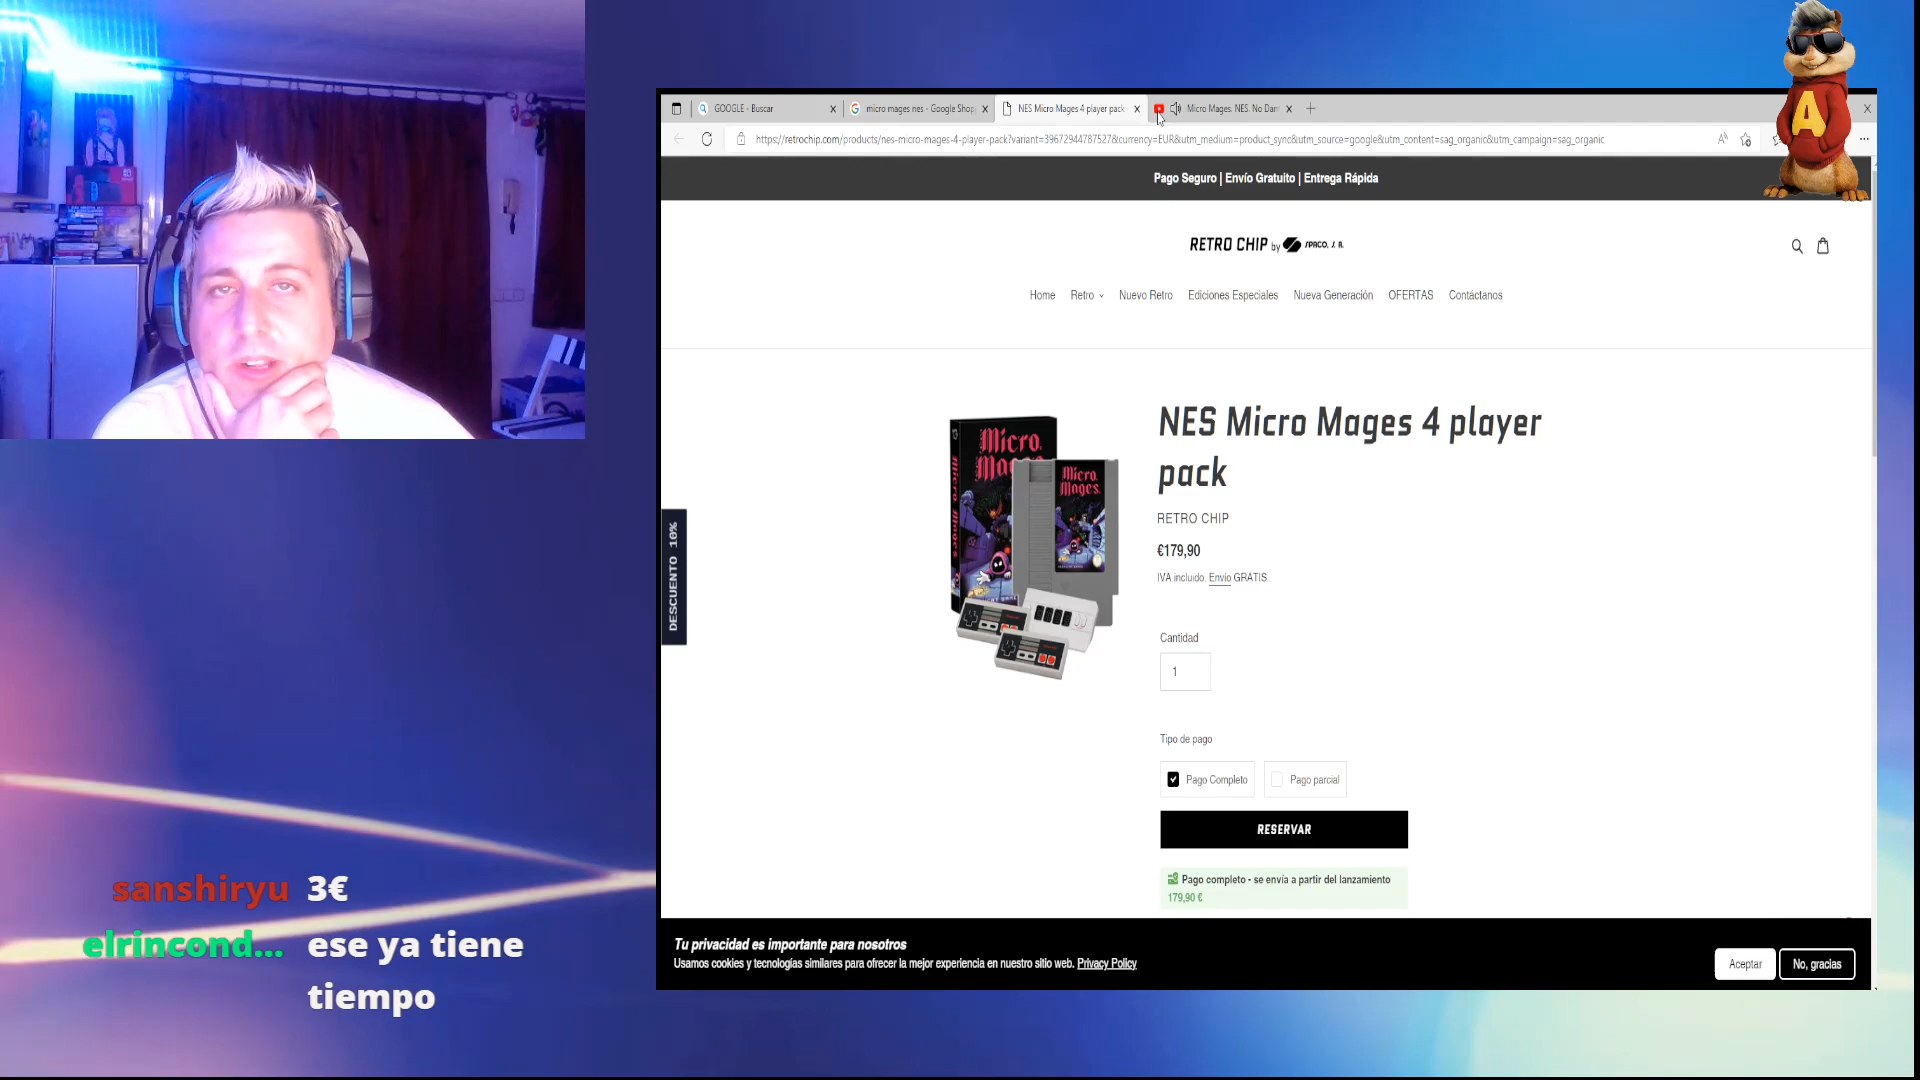 GOOGLE - Buscar
micro mages nes - Google Shop
NES Micro Mages 4 player pack
Micro Mages. NES. No Dam
https://retrochip.com/products/nes-micro-mages-4-player-pack?variant=39672944787527&currency=EUR&utm_medium=product_sync&utm_source=google&utm_content=sag_organic&utm_campaign=sag_organic
Pago Seguro | Envío Gratuito | Entrega Rápida
RETRO CHIP by SPACO, J. A.
Home
Retro
Nuevo Retro
Ediciones Especiales
Nueva Generación
OFERTAS
Contáctanos
A
NES Micro Mages 4 player
pack
Micro
Mages
Micro Mages
Micro
Mages
RETRO CHIP
€179,90
IVA incluido. Envío GRATIS.
DESCUENTO 10%
Cantidad
1
Tipo de pago
Pago Completo
Pago parcial
RESERVAR
Pago completo - se envía a partir del lanzamiento
179,90 €
Tu privacidad es importante para nosotros
Usamos cookies y tecnologías similares para ofrecer la mejor experiencia en nuestro sitio web. Privacy Policy
Aceptar
No, gracias
sanshiryu 3€
elrincond... ese ya tiene
tiempo